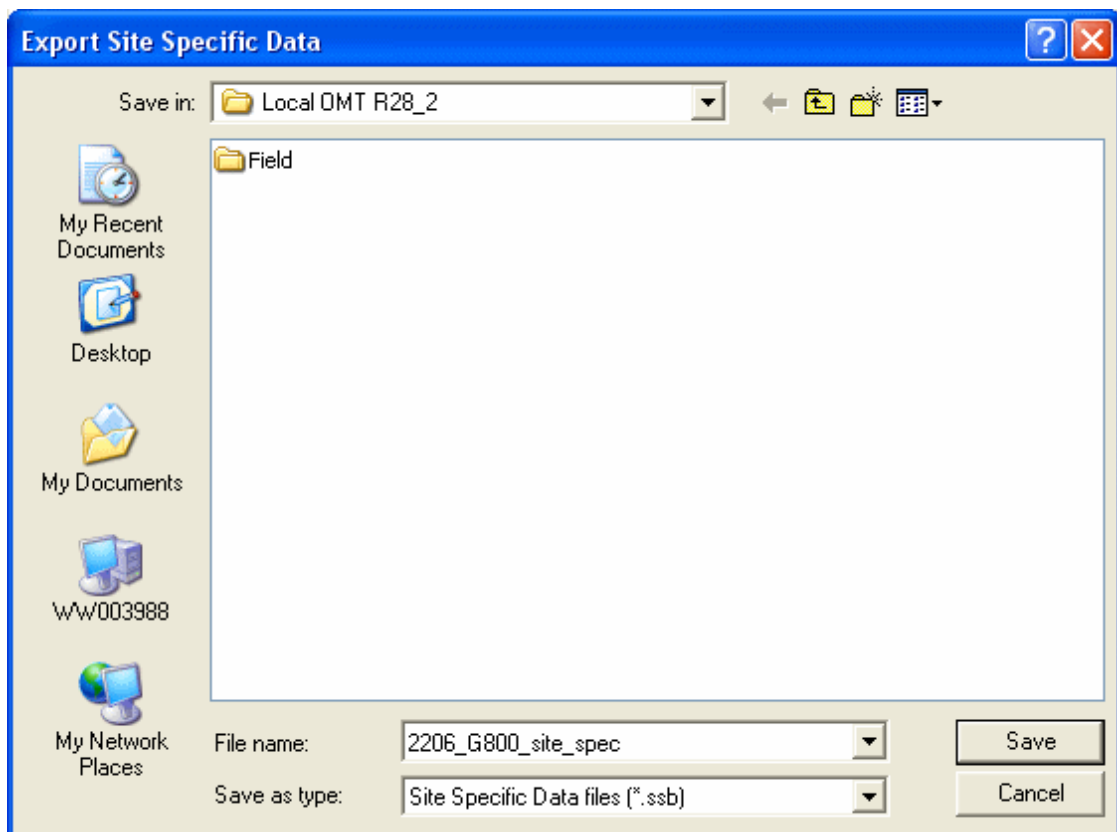 Export Site Specific Data
Save in:
Local OMT R28_2
Field
My Recent
Documents
Desktop
My Documents
WW003988
My Network
Places
File name:
2206_G800_site_spec
Save
Save as type:
Site Specific Data files (*.ssb)
Cancel